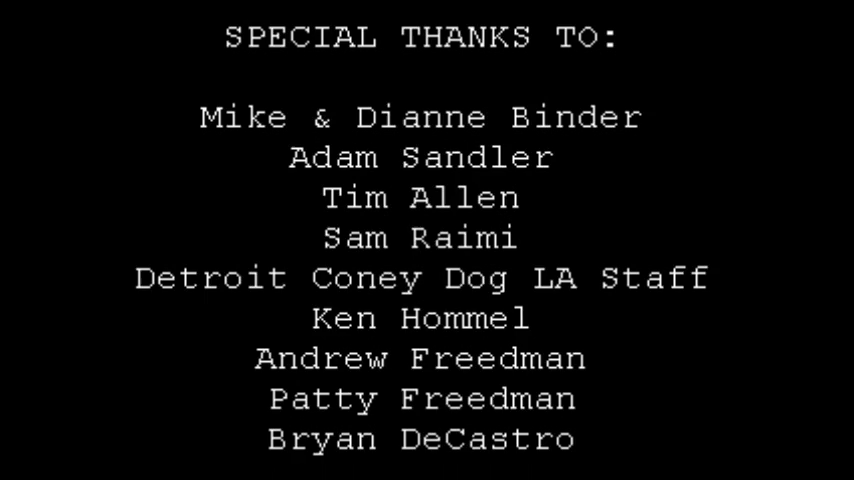 SPECIAL THANKS TO:
Mike & Dianne Binder
Adam Sandler
Tim Allen
Sam Raimi
Detroit Coney Dog LA Staff
Ken Hommel
Andrew Freedman
Patty Freedman
Bryan DeCastro